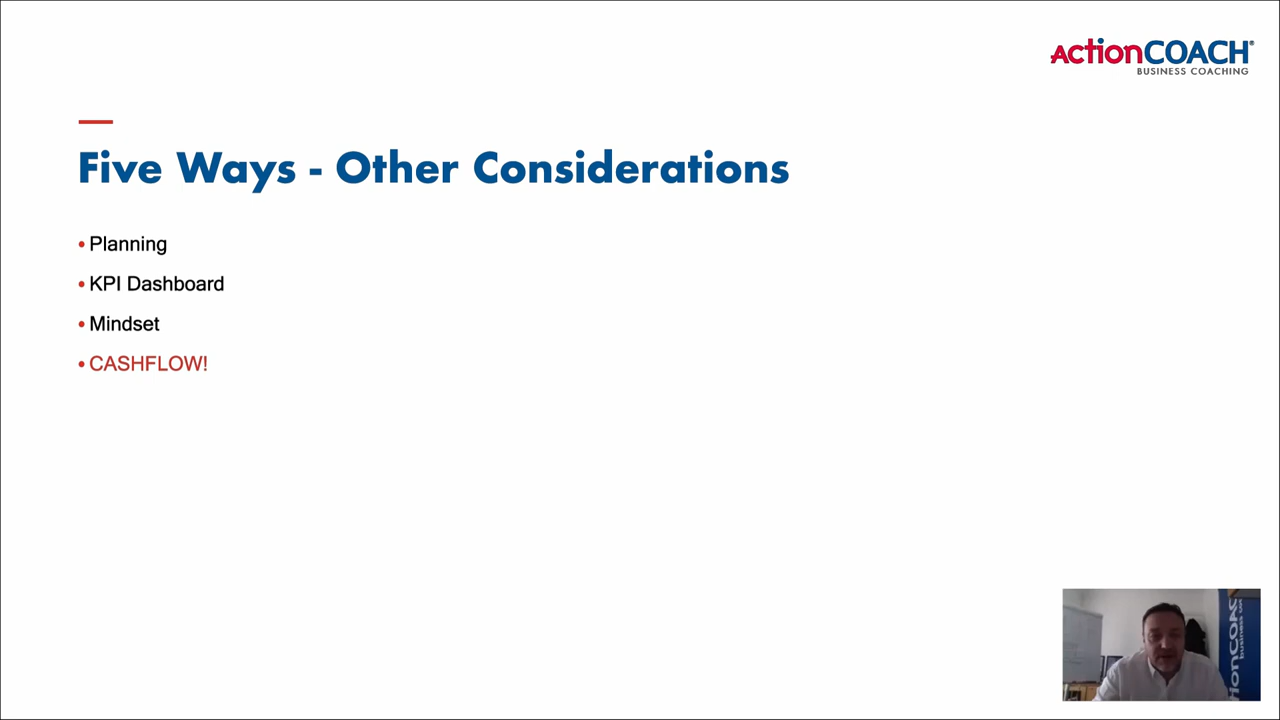 ActionCOACH®
BUSINESS COACHING
Five Ways - Other Considerations
• Planning
• KPI Dashboard
• Mindset
• CASHFLOW!